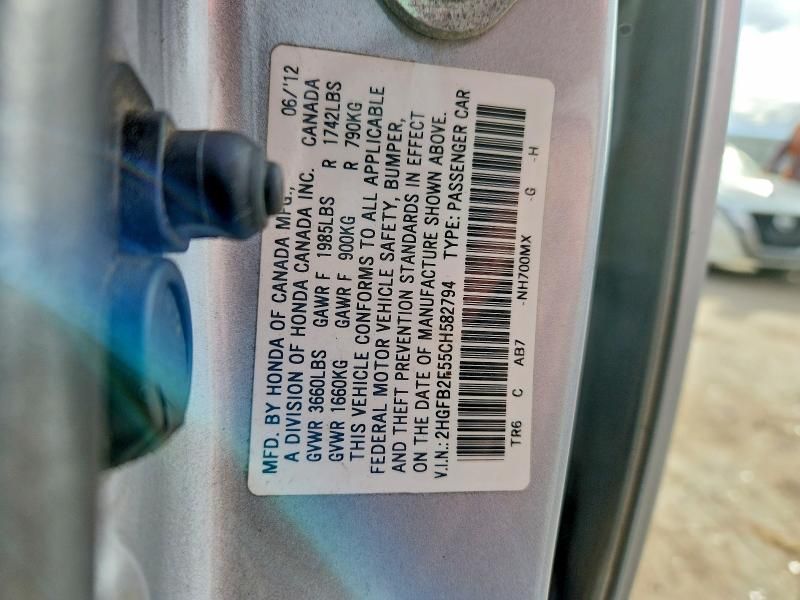 MFD. BY HONDA OF CANADA MFG., 06/'12
A DIVISION OF HONDA CANADA INC. CANADA
GVWR 3660LBS GAWR F 1985LBS R 1742LBS
GVWR 1660KG GAWR F 900KG R 790KG
THIS VEHICLE CONFORMS TO ALL APPLICABLE
FEDERAL MOTOR VEHICLE SAFETY, BUMPER,
AND THEFT PREVENTION STANDARDS IN EFFECT
ON THE DATE OF MANUFACTURE SHOWN ABOVE.
V.I.N.: 2HGFB2F55CH582794 TYPE: PASSENGER CAR
TR6 C AB7 -NH700MX -G -H